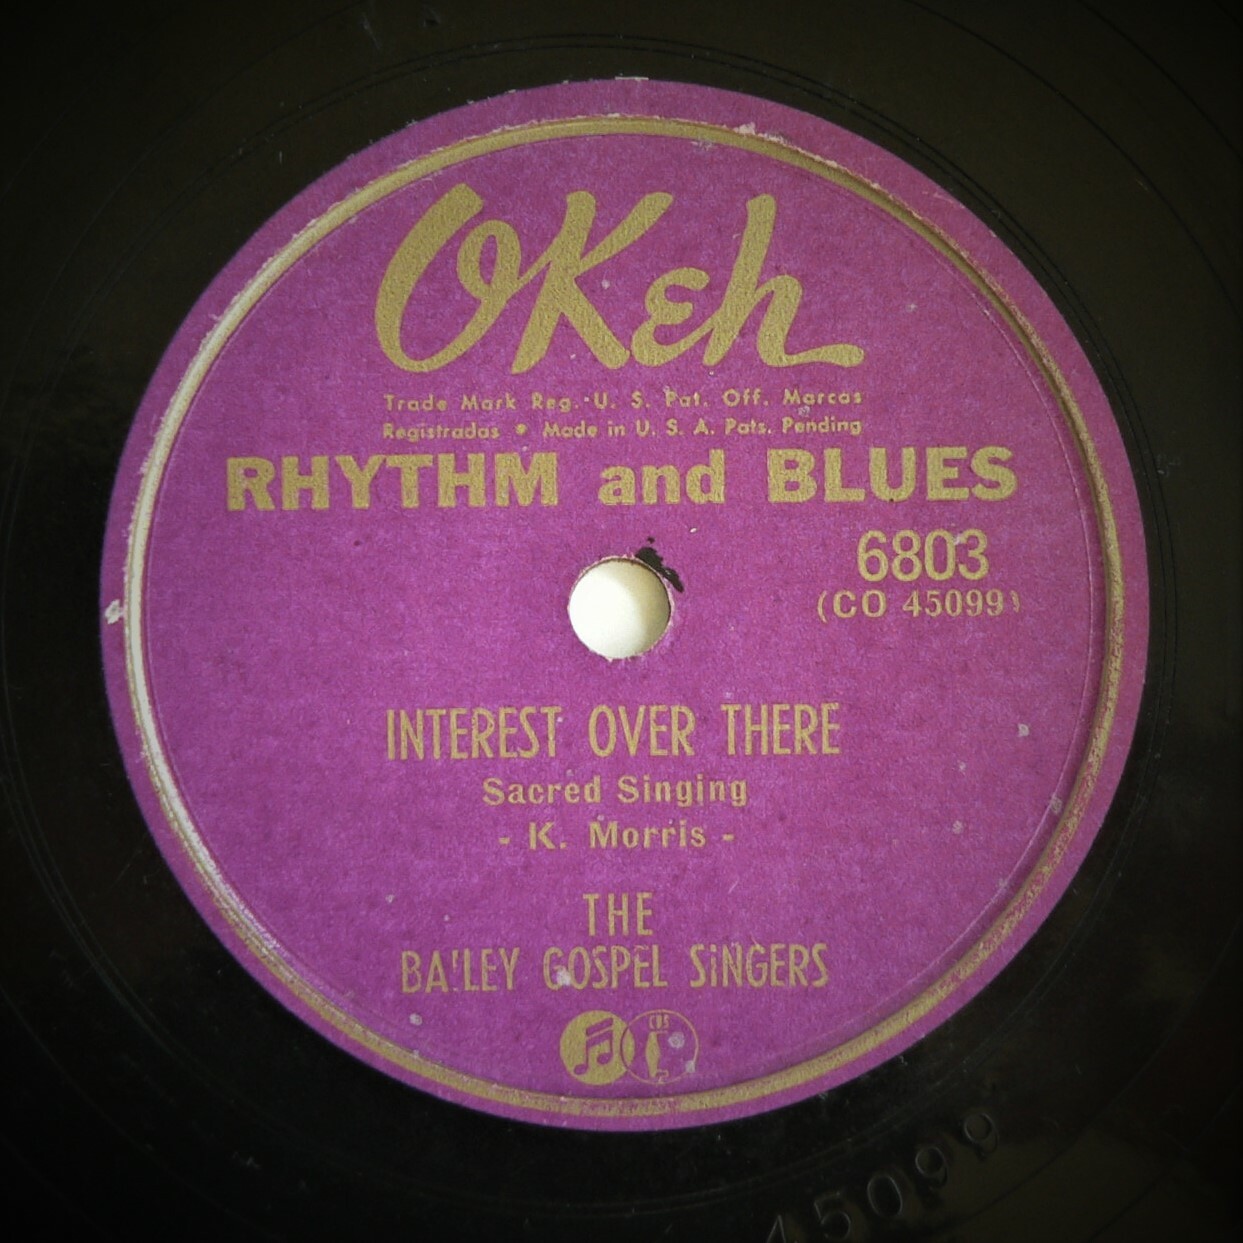 OKeh
Trade Mark Reg. U. S. Pat. Off. Marcas
Registradas • Made in U. S. A. Pats. Pending
RHYTHM and BLUES
6803
(CO 45099)
INTEREST OVER THERE
Sacred Singing
- K. Morris -
THE
BAILEY GOSPEL SiNGERS
CBS
45099